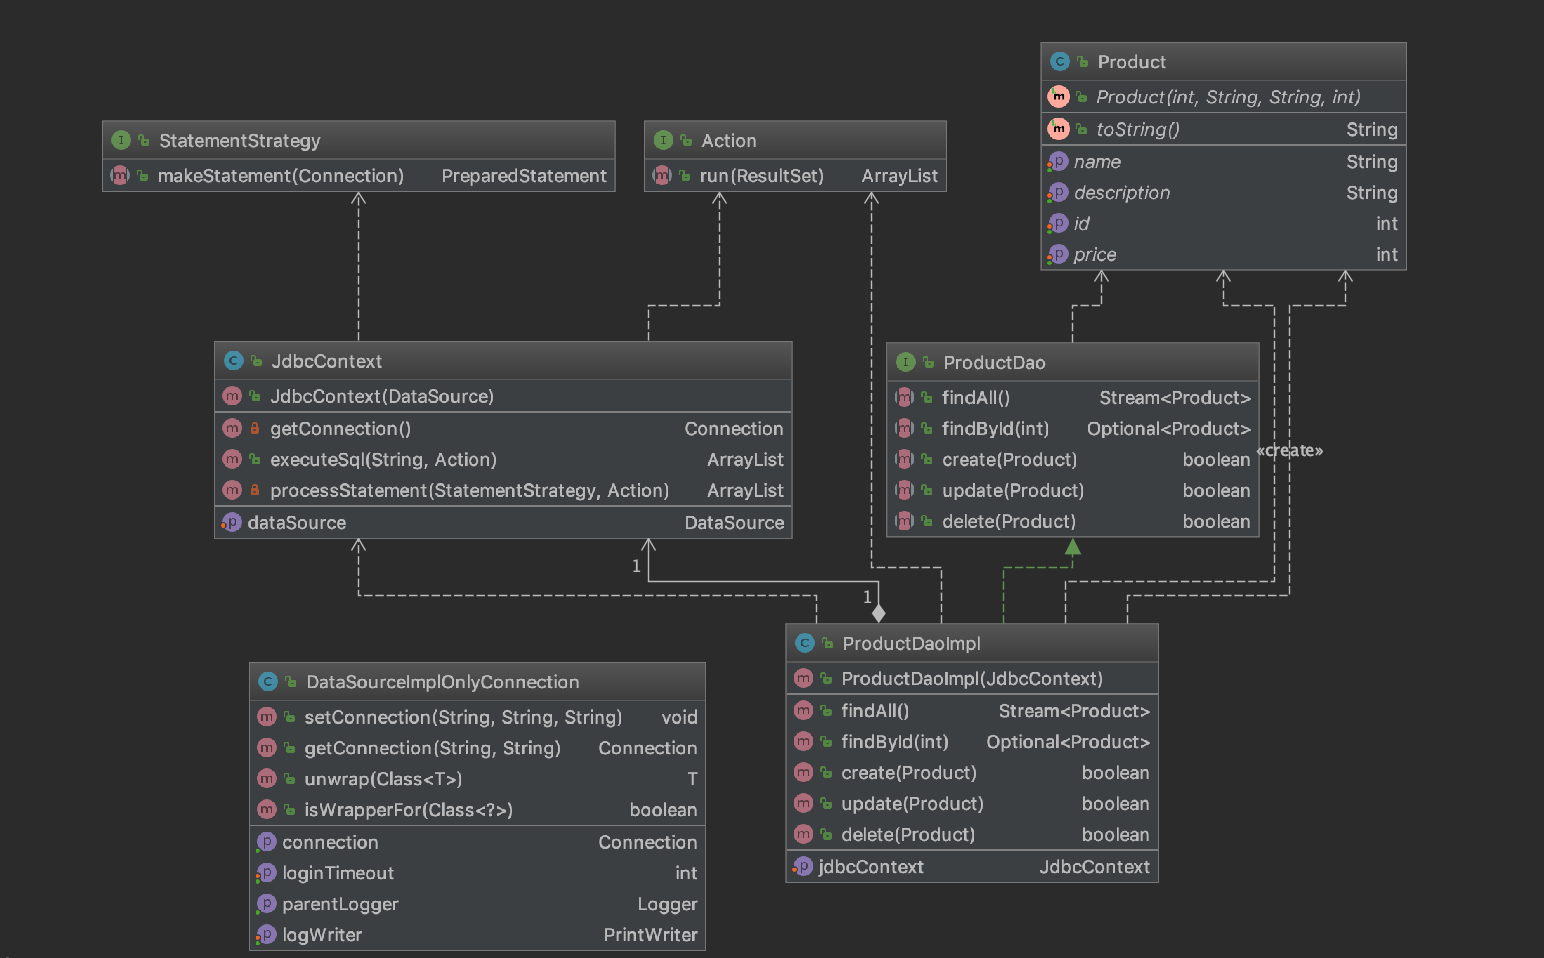 Product
Product(int, String, String, int)
toString() String
name String
description String
id int
price int
StatementStrategy
makeStatement(Connection) PreparedStatement
Action
run(ResultSet) ArrayList
JdbcContext
JdbcContext(DataSource)
getConnection() Connection
executeSql(String, Action) ArrayList
processStatement(StatementStrategy, Action) ArrayList
dataSource DataSource
ProductDao
findAll() Stream<Product>
findById(int) Optional<Product>
create(Product) boolean
update(Product) boolean
delete(Product) boolean
«create»
1
1
DataSourceImplOnlyConnection
setConnection(String, String, String) void
getConnection(String, String) Connection
unwrap(Class<T>) T
isWrapperFor(Class<?>) boolean
connection Connection
loginTimeout int
parentLogger Logger
logWriter PrintWriter
ProductDaoImpl
ProductDaoImpl(JdbcContext)
findAll() Stream<Product>
findById(int) Optional<Product>
create(Product) boolean
update(Product) boolean
delete(Product) boolean
jdbcContext JdbcContext